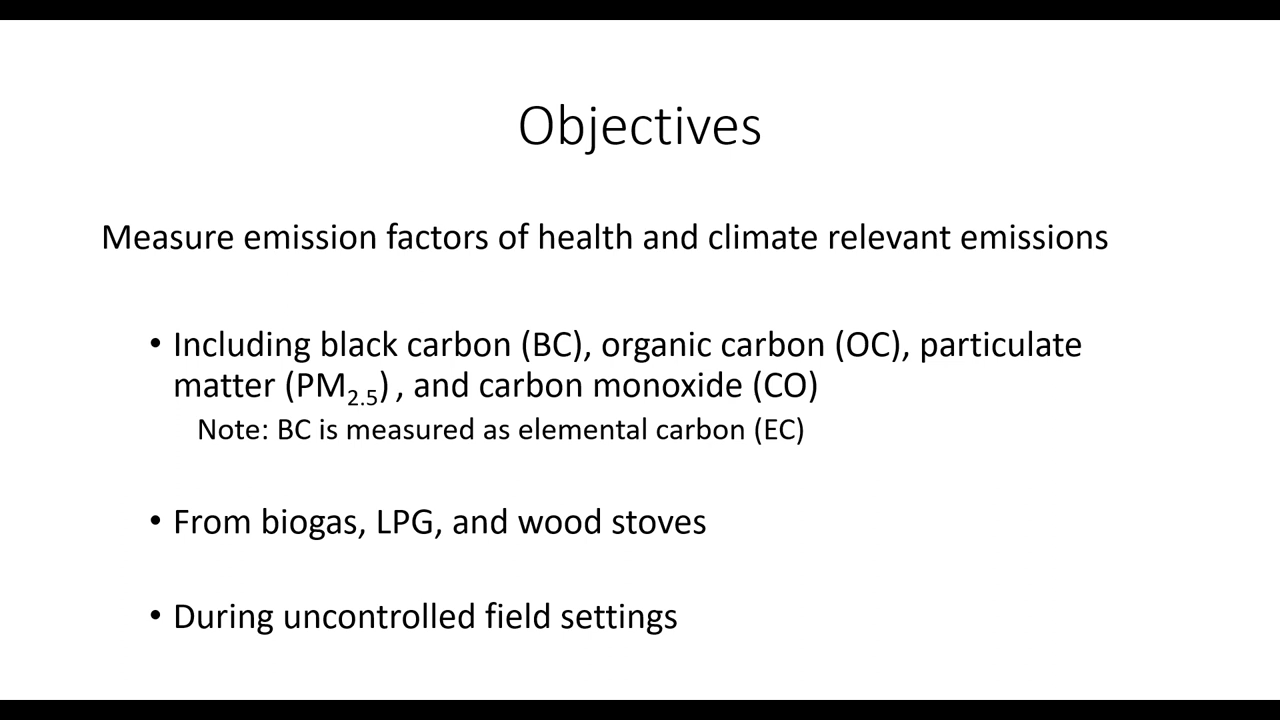 Objectives
Measure emission factors of health and climate relevant emissions
• Including black carbon (BC), organic carbon (OC), particulate
matter (PM2.5) , and carbon monoxide (CO)
Note: BC is measured as elemental carbon (EC)
• From biogas, LPG, and wood stoves
• During uncontrolled field settings